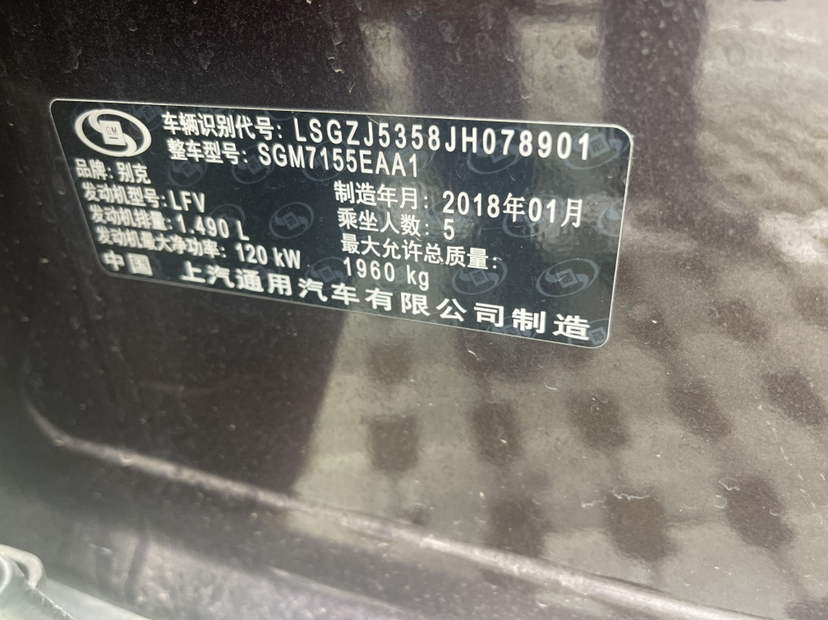 GM
车辆识别代号: LSGZJ5358JH078901
整车型号: SGM7155EAA1
品牌: 别克
发动机型号: LFV
制造年月: 2018年01月
发动机排量: 1.490 L
乘坐人数: 5
发动机最大净功率: 120 kW
最大允许总质量:
1960 kg
中国 上汽通用汽车有限公司制造